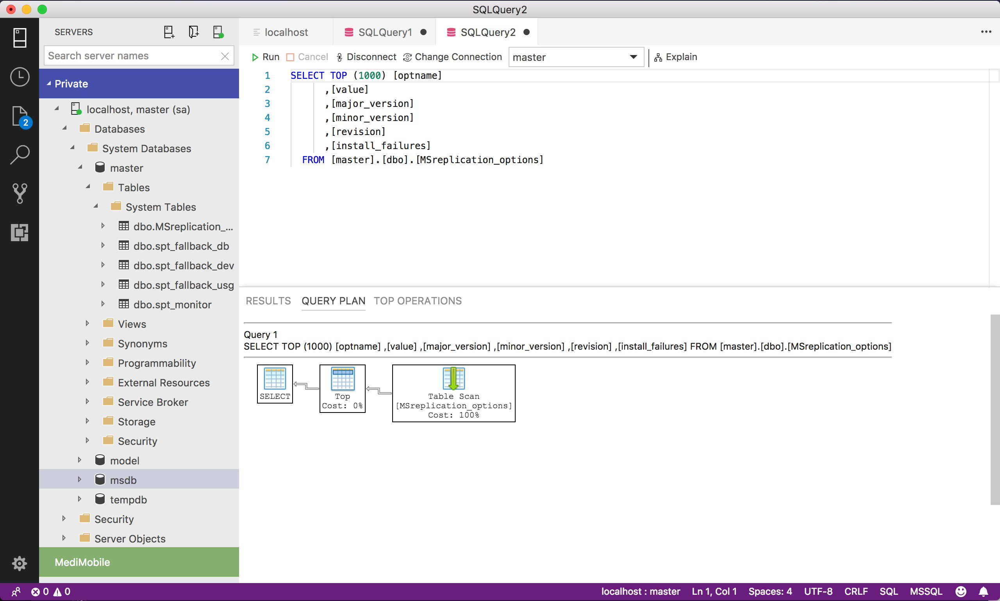 SQLQuery2
SERVERS
Search server names
Private
localhost, master (sa)
Databases
System Databases
master
Tables
System Tables
dbo.MSreplication_...
dbo.spt_fallback_db
dbo.spt_fallback_dev
dbo.spt_fallback_usg
dbo.spt_monitor
Views
Synonyms
Programmability
External Resources
Service Broker
Storage
Security
model
msdb
tempdb
Security
Server Objects
MediMobile
2
localhost SQLQuery1 SQLQuery2
Run Cancel Disconnect Change Connection master Explain
1 SELECT TOP (1000) [optname]
2 ,[value]
3 ,[major_version]
4 ,[minor_version]
5 ,[revision]
6 ,[install_failures]
7 FROM [master].[dbo].[MSreplication_options]
RESULTS QUERY PLAN TOP OPERATIONS
Query 1
SELECT TOP (1000) [optname] ,[value] ,[major_version] ,[minor_version] ,[revision] ,[install_failures] FROM [master].[dbo].[MSreplication_options]
SELECT
Top
Cost: 0%
Table Scan
[MSreplication_options]
Cost: 100%
0 0 localhost : master Ln 1, Col 1 Spaces: 4 UTF-8 CRLF SQL MSSQL